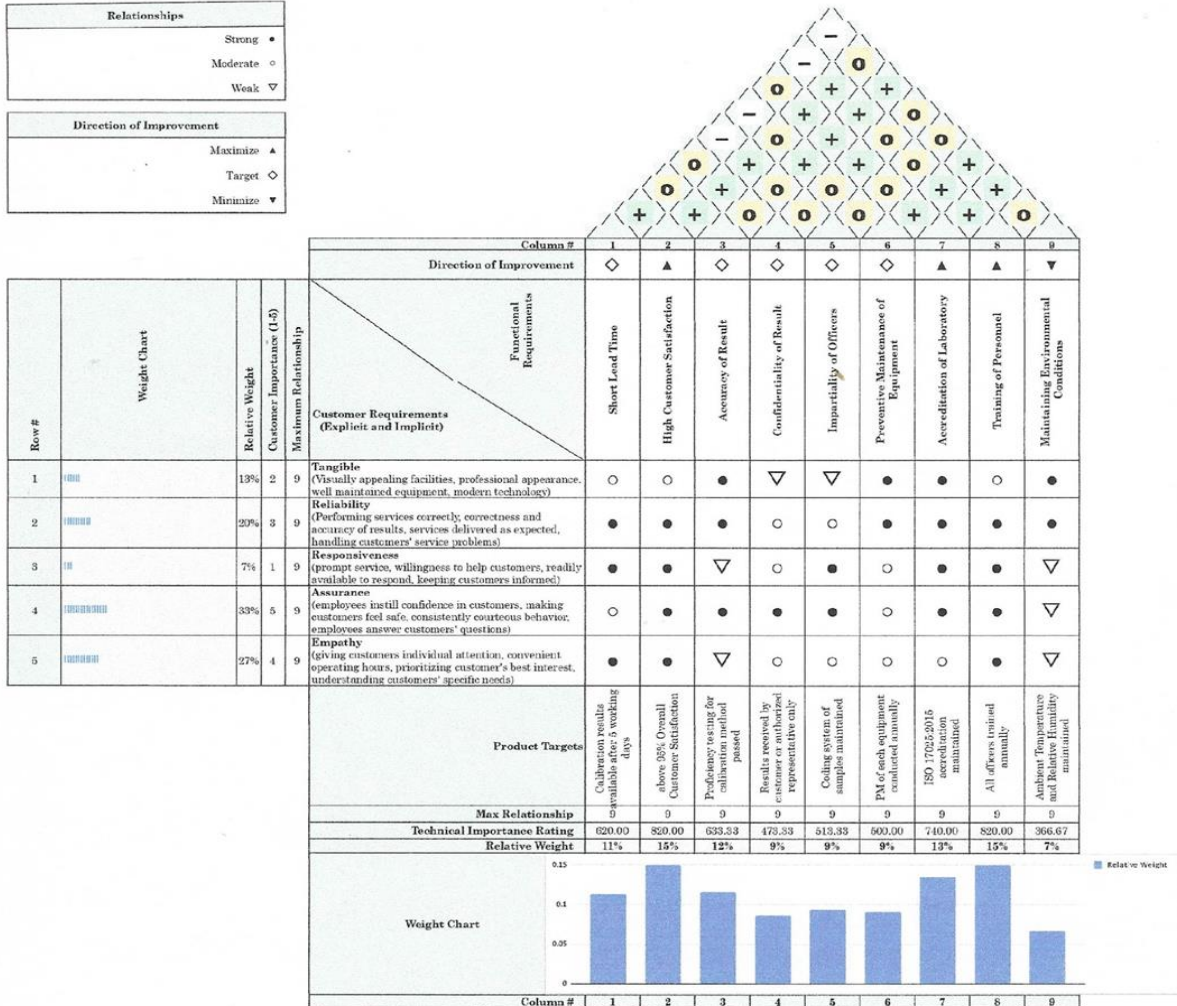 Relationships
Strong ●
Moderate ○
Weak ▽
Direction of Improvement
Maximize ▲
Target ◇
Minimize ▼
−
− o
o + +
− + + o
− o + o o
o + + + o +
o + o o o + +
+ + o o o + + o
Column # 1 2 3 4 5 6 7 8 9
Direction of Improvement ◇ ▲ ◇ ◇ ◇ ◇ ▲ ▲ ▼
Row #
Weight Chart
Relative Weight
Customer Importance (1-5)
Maximum Relationship
Customer Requirements
(Explicit and Implicit)
Functional
Requirements
Short Lead Time
High Customer Satisfaction
Accuracy of Result
Confidentiality of Result
Impartiality of Officers
Preventive Maintenance of
Equipment
Accreditation of Laboratory
Training of Personnel
Maintaining Environmental
Conditions
1 13% 2 9
Tangible
(Visually appealing facilities, professional appearance,
well maintained equipment, modern technology)
○ ○ ● ▽ ▽ ● ● ○ ●
2 20% 3 9
Reliability
(Performing services correctly, correctness and
accuracy of results, services delivered as expected,
handling customers' service problems)
● ● ● ○ ○ ● ● ● ●
3 7% 1 9
Responsiveness
(prompt service, willingness to help customers, readily
available to respond, keeping customers informed)
● ● ▽ ○ ● ○ ● ● ▽
4 33% 5 9
Assurance
(employees instill confidence in customers, making
customers feel safe, consistently courteous behavior,
employees answer customers' questions)
○ ● ● ● ● ○ ● ● ▽
5 27% 4 9
Empathy
(giving customers individual attention, convenient
operating hours, prioritizing customer's best interest,
understanding customers' specific needs)
● ● ▽ ○ ○ ○ ○ ● ▽
Product Targets
Calibration results
available after 5 working
days
above 95% Overall
Customer Satisfaction
Proficiency testing for
calibration method
passed
Results received by
customer or authorized
representative only
Coding system of
samples maintained
PM of each equipment
conducted annually
ISO 17025:2015
accreditation
maintained
All officers trained
annually
Ambient Temperature
and Relative Humidity
maintained
Max Relationship 9 9 9 9 9 9 9 9 9
Technical Importance Rating 620.00 820.00 633.33 473.33 513.33 500.00 740.00 820.00 366.67
Relative Weight 11% 15% 12% 9% 9% 9% 13% 15% 7%
Weight Chart
0.15
0.1
0.05
0
Relative Weight
Column # 1 2 3 4 5 6 7 8 9